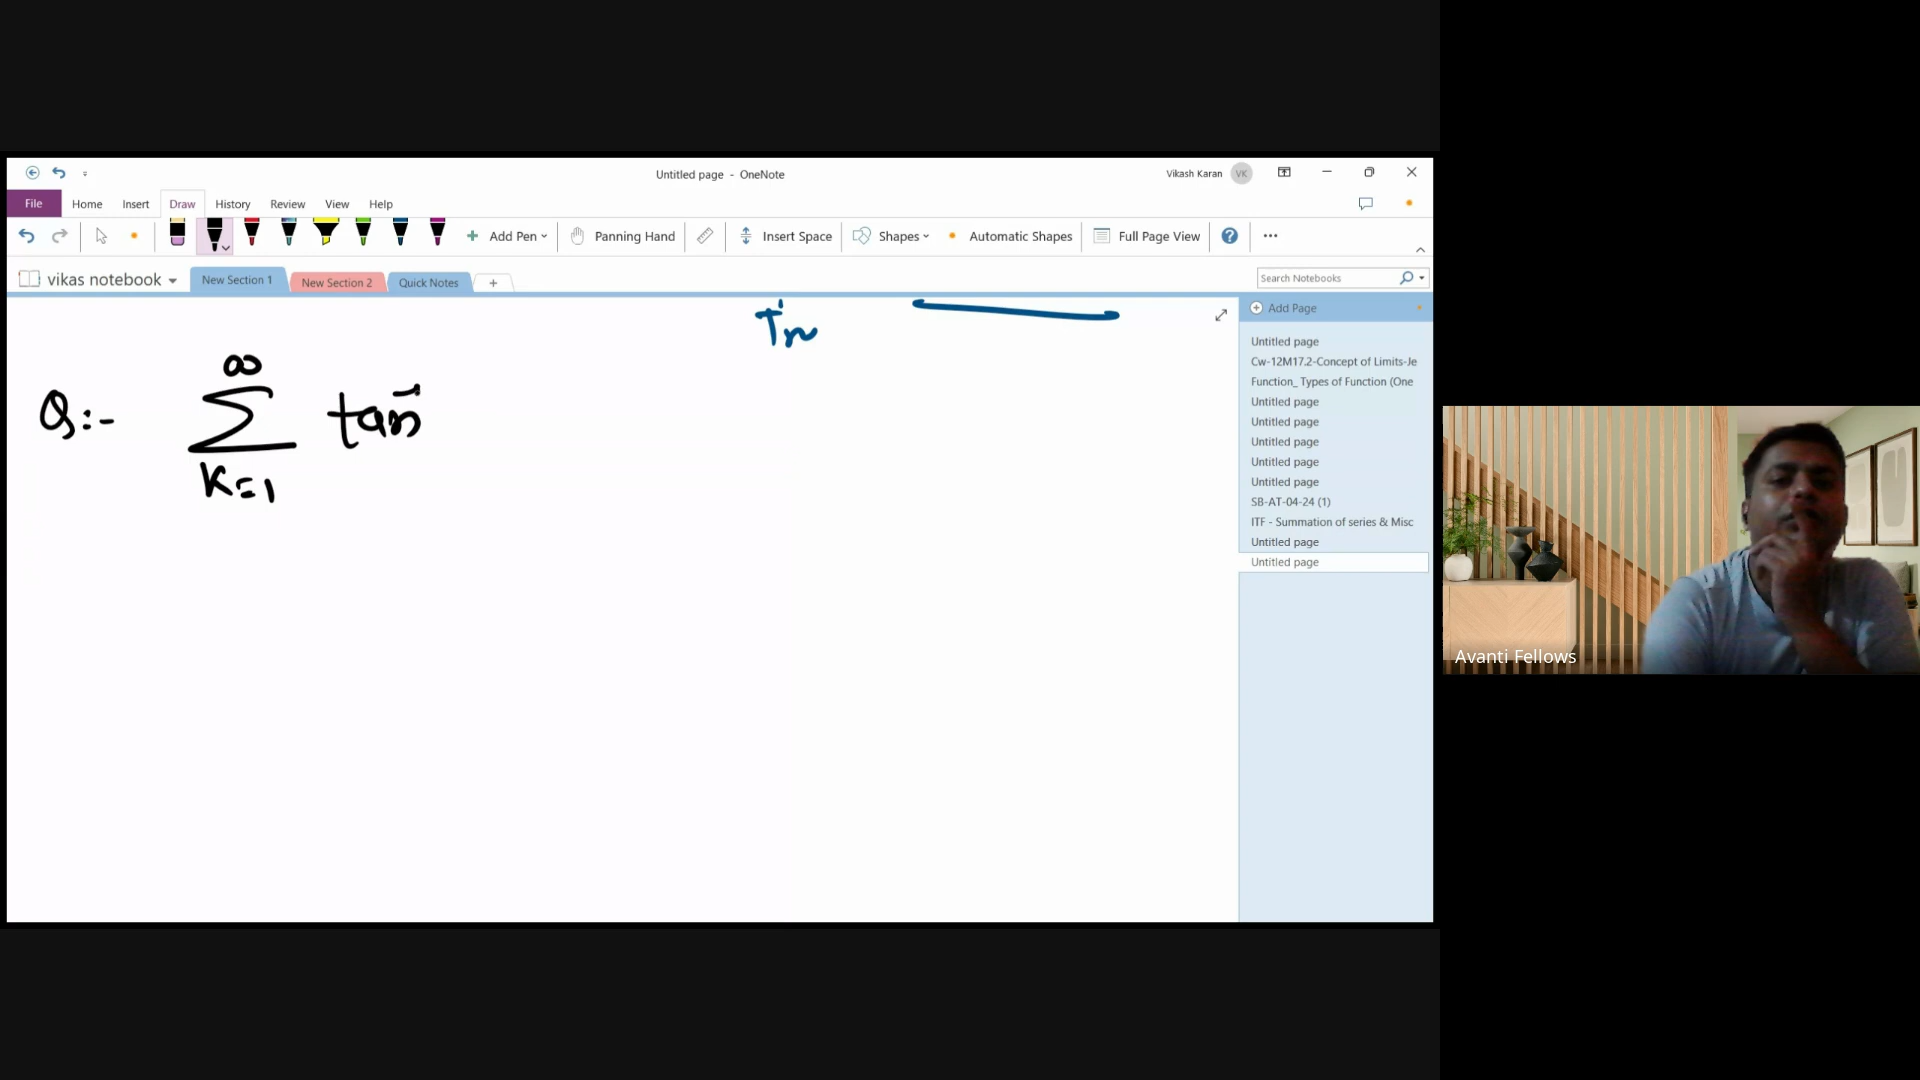 Untitled page - OneNote
Vikash Karan VK
File Home Insert Draw History Review View Help
Add Pen Panning Hand Insert Space Shapes Automatic Shapes Full Page View
vikas notebook New Section 1 New Section 2 Quick Notes +
Search Notebooks
Add Page
Untitled page
Cw-12M17.2-Concept of Limits-Je
Function_ Types of Function (One
Untitled page
Untitled page
Untitled page
Untitled page
Untitled page
SB-AT-04-24 (1)
ITF - Summation of series & Misc
Untitled page
Untitled page
Tn
∞
Q:- ∑ tan⁻
K=1
Avanti Fellows